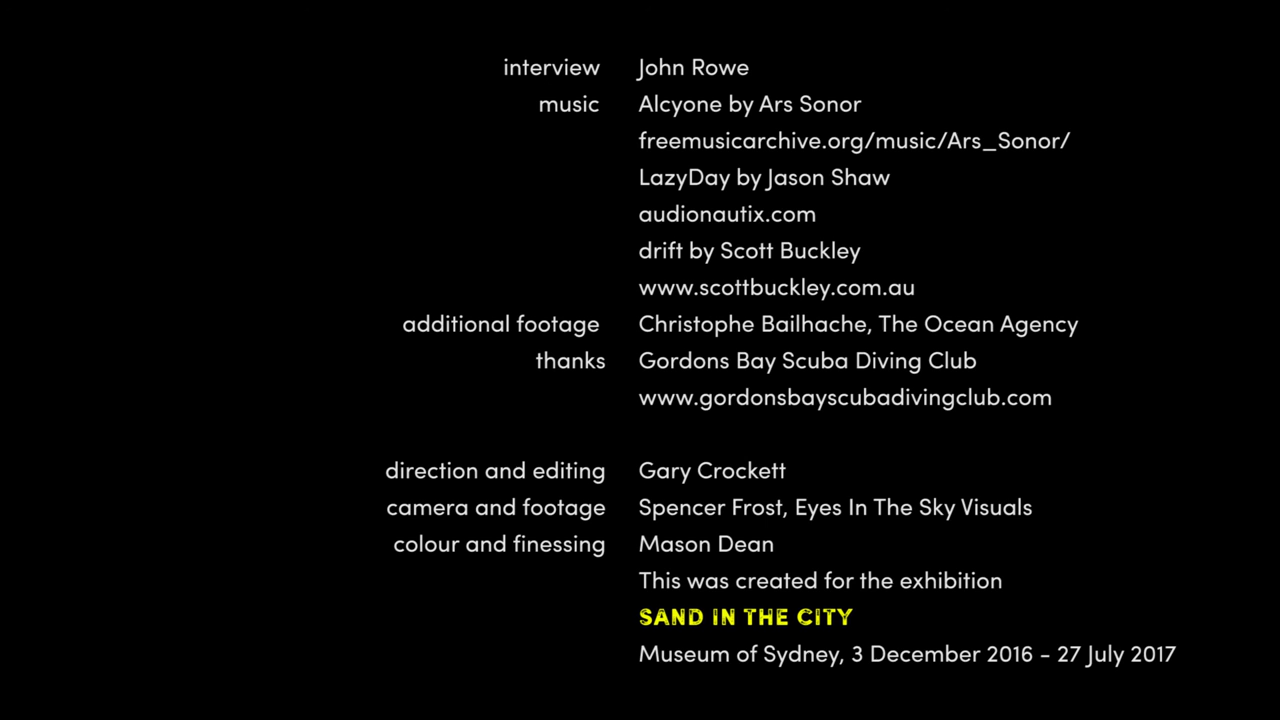 interview John Rowe
music Alcyone by Ars Sonor
freemusicarchive.org/music/Ars_Sonor/
LazyDay by Jason Shaw
audionautix.com
drift by Scott Buckley
www.scottbuckley.com.au
additional footage Christophe Bailhache, The Ocean Agency
thanks Gordons Bay Scuba Diving Club
www.gordonsbayscubadivingclub.com
direction and editing Gary Crockett
camera and footage Spencer Frost, Eyes In The Sky Visuals
colour and finessing Mason Dean
This was created for the exhibition
SAND IN THE CITY
Museum of Sydney, 3 December 2016 - 27 July 2017